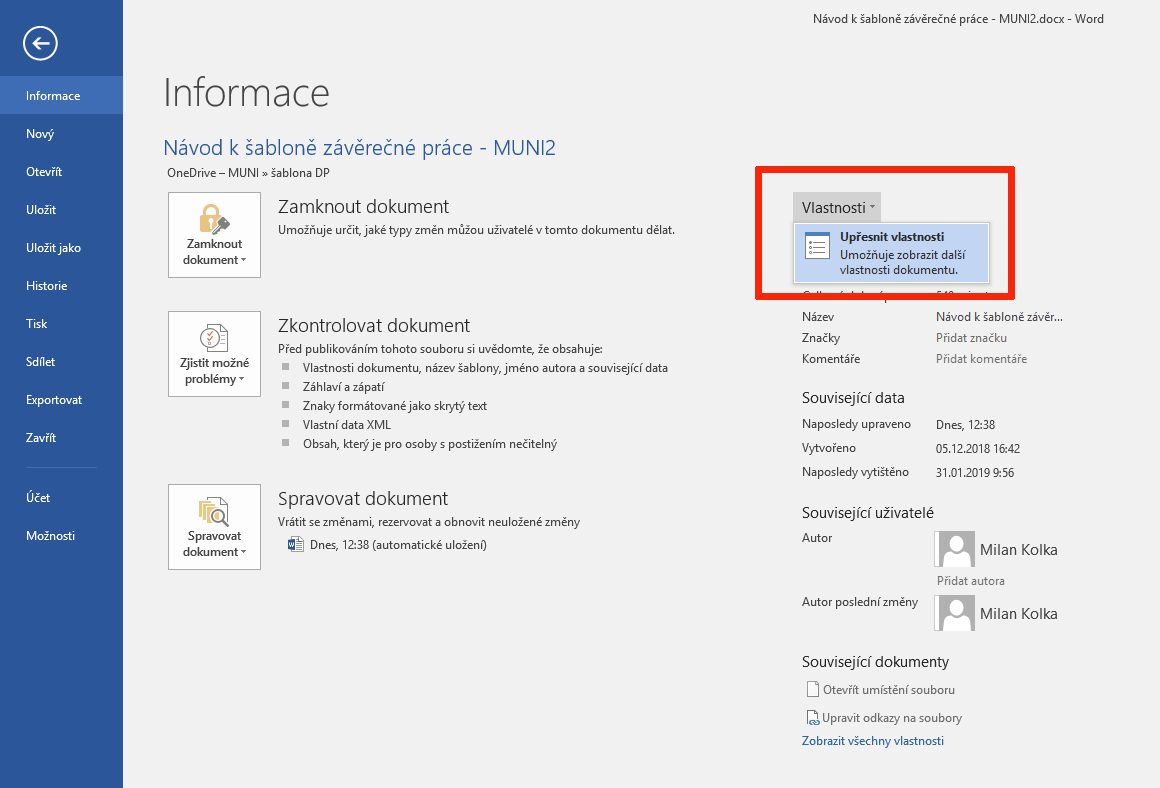 Návod k šabloně závěrečné práce - MUNI2.docx - Word
Informace
Nový
Otevřít
Uložit
Uložit jako
Historie
Tisk
Sdílet
Exportovat
Zavřít
Účet
Možnosti
Informace
Návod k šabloně závěrečné práce - MUNI2
OneDrive – MUNI » šablona DP
Zamknout
dokument
Zamknout dokument
Umožňuje určit, jaké typy změn můžou uživatelé v tomto dokumentu dělat.
Zjistit možné
problémy
Zkontrolovat dokument
Před publikováním tohoto souboru si uvědomte, že obsahuje:
Vlastnosti dokumentu, název šablony, jméno autora a související data
Záhlaví a zápatí
Znaky formátované jako skrytý text
Vlastní data XML
Obsah, který je pro osoby s postižením nečitelný
Spravovat
dokument
Spravovat dokument
Vrátit se změnami, rezervovat a obnovit neuložené změny
Dnes, 12:38 (automatické uložení)
Vlastnosti
Upřesnit vlastnosti
Umožňuje zobrazit další
vlastnosti dokumentu.
Název Návod k šabloně závěr...
Značky Přidat značku
Komentáře Přidat komentáře
Související data
Naposledy upraveno Dnes, 12:38
Vytvořeno 05.12.2018 16:42
Naposledy vytištěno 31.01.2019 9:56
Související uživatelé
Autor Milan Kolka
Přidat autora
Autor poslední změny Milan Kolka
Související dokumenty
Otevřít umístění souboru
Upravit odkazy na soubory
Zobrazit všechny vlastnosti